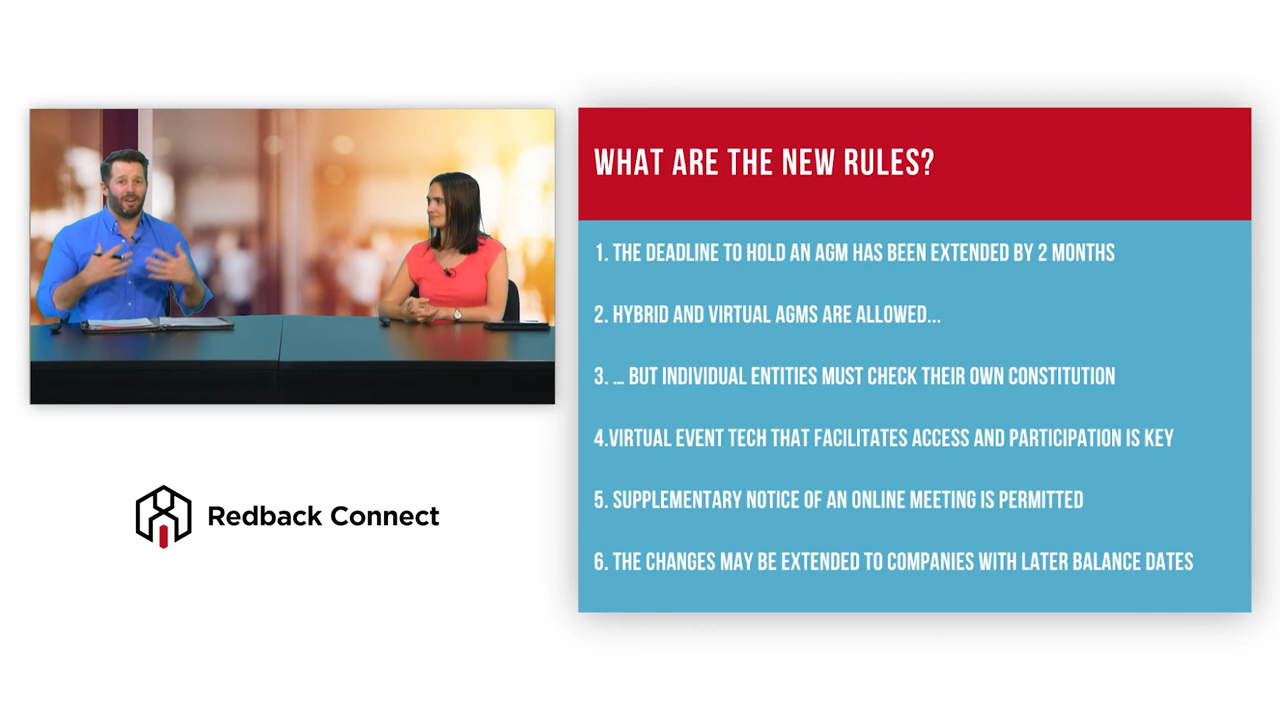 WHAT ARE THE NEW RULES?
1. THE DEADLINE TO HOLD AN AGM HAS BEEN EXTENDED BY 2 MONTHS
2. HYBRID AND VIRTUAL AGMS ARE ALLOWED...
3. ... BUT INDIVIDUAL ENTITIES MUST CHECK THEIR OWN CONSTITUTION
4.VIRTUAL EVENT TECH THAT FACILITATES ACCESS AND PARTICIPATION IS KEY
5. SUPPLEMENTARY NOTICE OF AN ONLINE MEETING IS PERMITTED
6. THE CHANGES MAY BE EXTENDED TO COMPANIES WITH LATER BALANCE DATES
Redback Connect